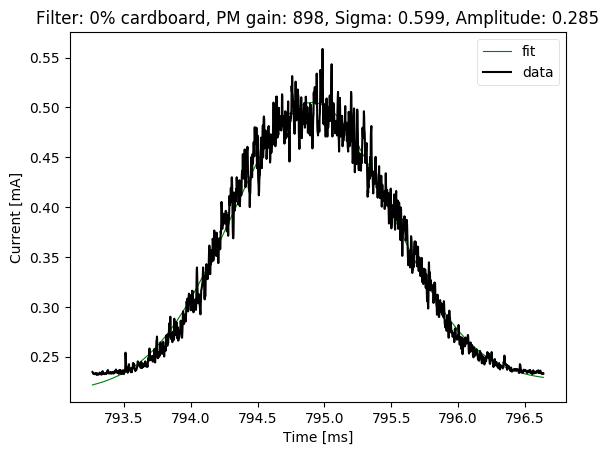 Filter: 0% cardboard, PM gain: 898, Sigma: 0.599, Amplitude: 0.285
fit
data
0.55
0.50
0.45
0.40
0.35
0.30
0.25
Current [mA]
793.5 794.0 794.5 795.0 795.5 796.0 796.5
Time [ms]